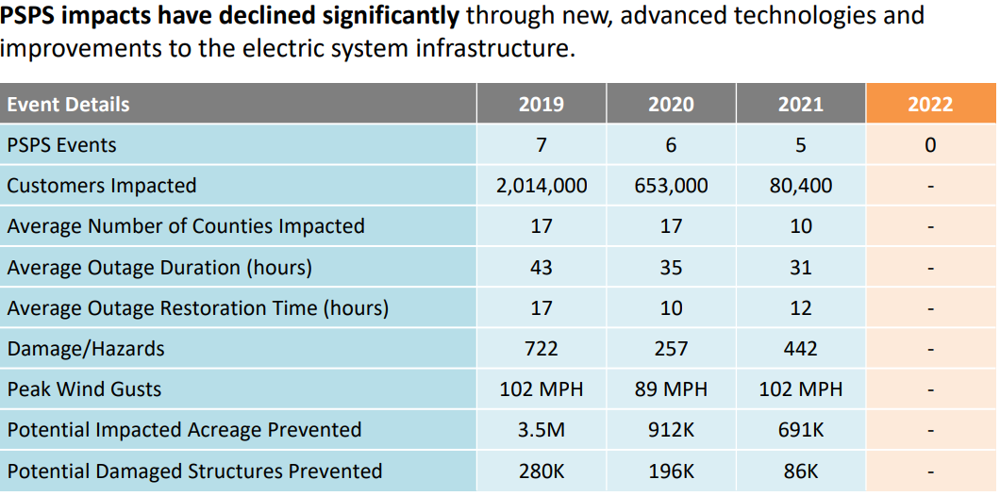 PSPS impacts have declined significantly through new, advanced technologies and
improvements to the electric system infrastructure.
Event Details 2019 2020 2021 2022
PSPS Events 7 6 5 0
Customers Impacted 2,014,000 653,000 80,400 -
Average Number of Counties Impacted 17 17 10 -
Average Outage Duration (hours) 43 35 31 -
Average Outage Restoration Time (hours) 17 10 12 -
Damage/Hazards 722 257 442 -
Peak Wind Gusts 102 MPH 89 MPH 102 MPH -
Potential Impacted Acreage Prevented 3.5M 912K 691K -
Potential Damaged Structures Prevented 280K 196K 86K -